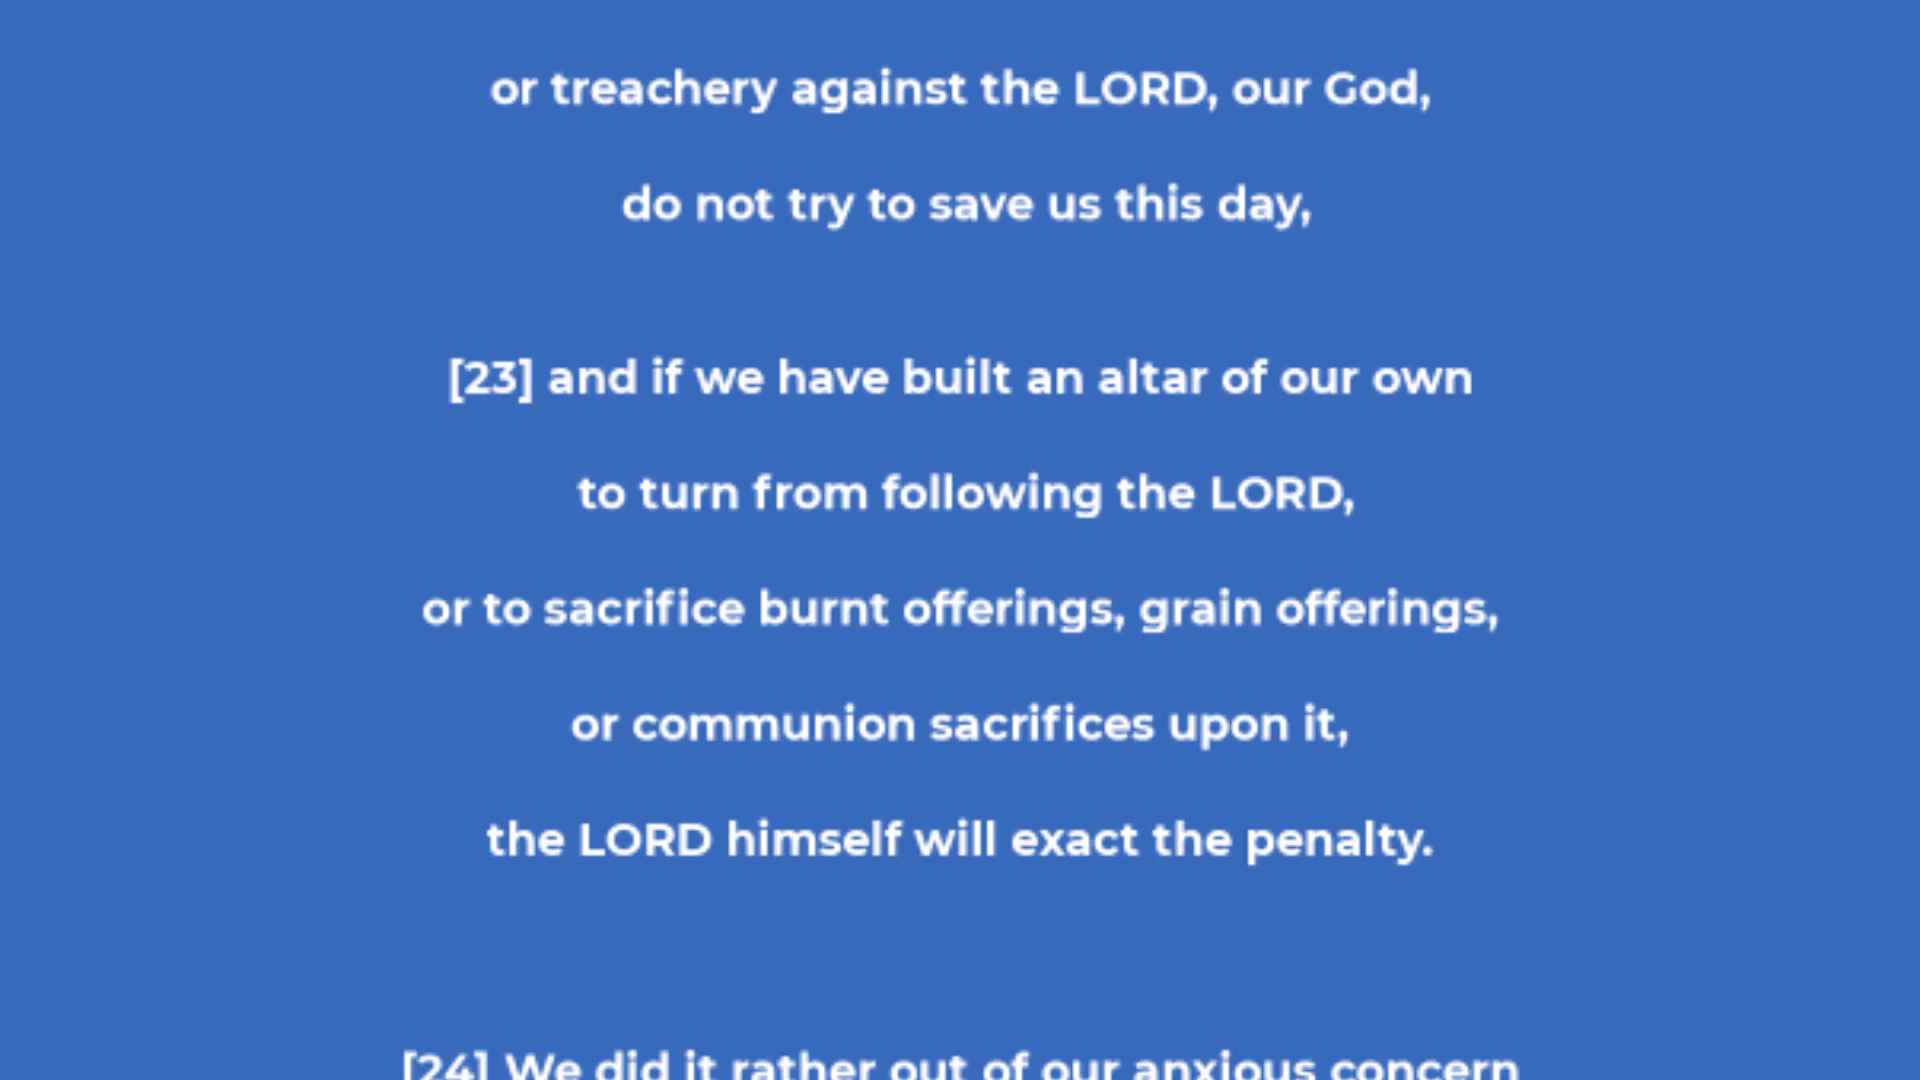 or treachery against the LORD, our God,
do not try to save us this day,
[23] and if we have built an altar of our own
to turn from following the LORD,
or to sacrifice burnt offerings, grain offerings,
or communion sacrifices upon it,
the LORD himself will exact the penalty.
[24] We did it rather out of our anxious concern